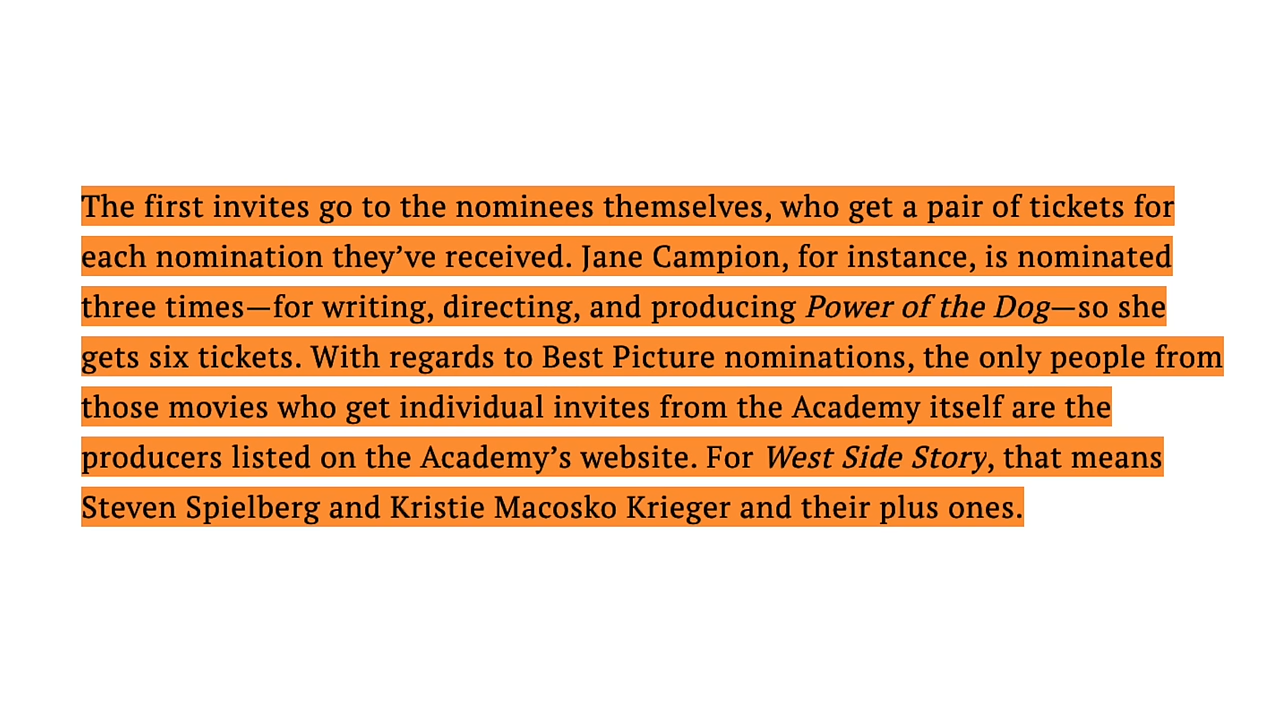 The first invites go to the nominees themselves, who get a pair of tickets for
each nomination they’ve received. Jane Campion, for instance, is nominated
three times—for writing, directing, and producing Power of the Dog—so she
gets six tickets. With regards to Best Picture nominations, the only people from
those movies who get individual invites from the Academy itself are the
producers listed on the Academy’s website. For West Side Story, that means
Steven Spielberg and Kristie Macosko Krieger and their plus ones.